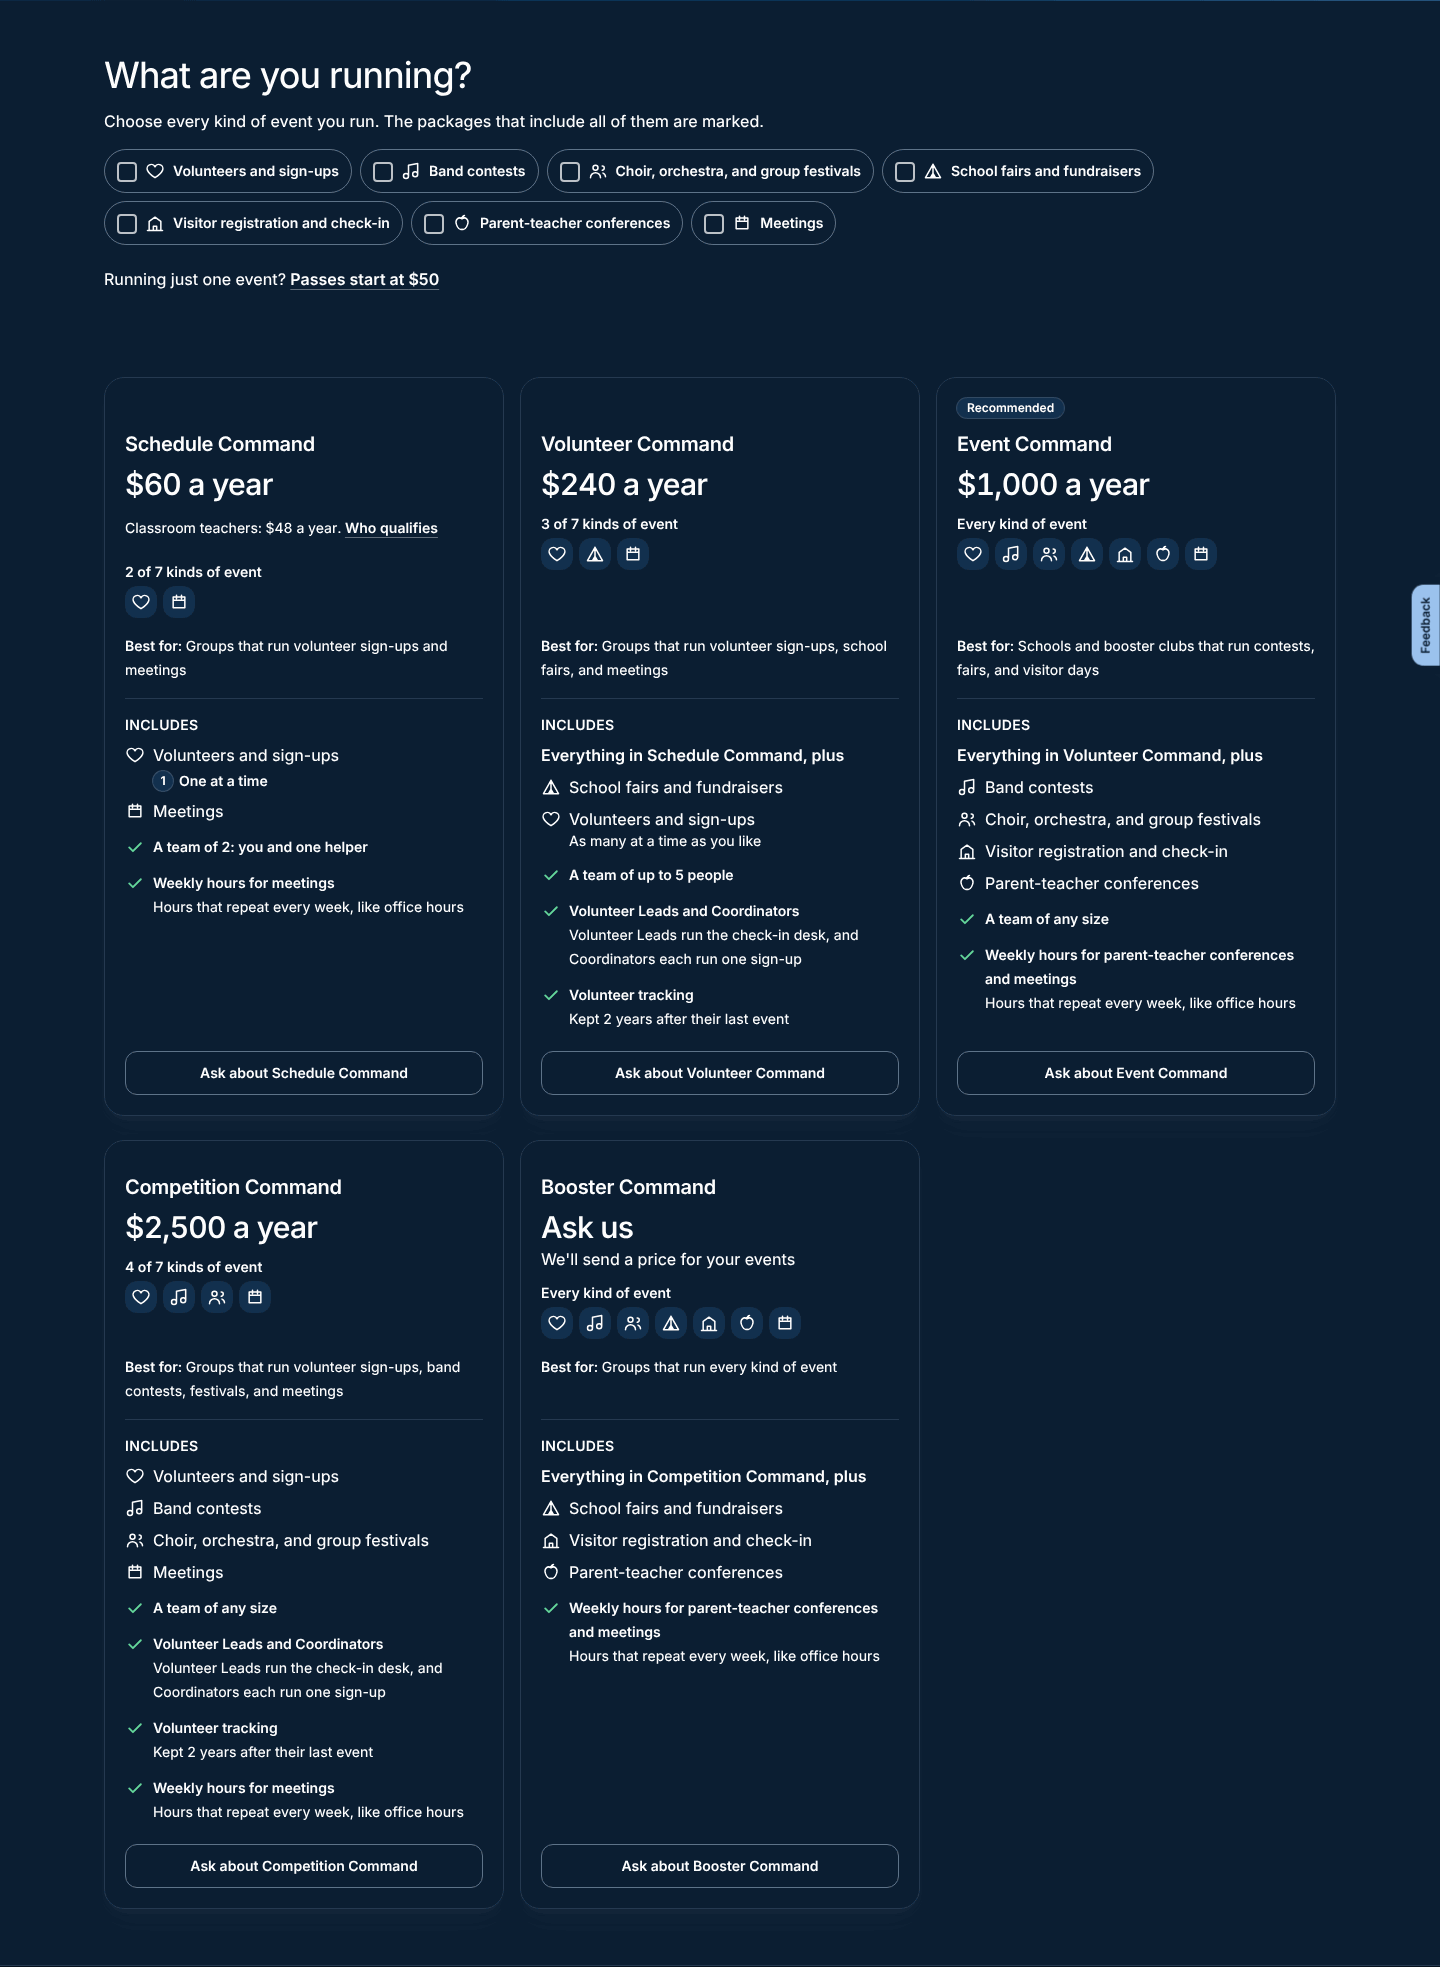 What are you running?
Choose every kind of event you run. The packages that include all of them are marked.
Volunteers and sign-ups
Band contests
Choir, orchestra, and group festivals
School fairs and fundraisers
Visitor registration and check-in
Parent-teacher conferences
Meetings
Running just one event? Passes start at $50
Schedule Command
$60 a year
Classroom teachers: $48 a year. Who qualifies
2 of 7 kinds of event
Best for: Groups that run volunteer sign-ups and
meetings
INCLUDES
Volunteers and sign-ups
1 One at a time
Meetings
A team of 2: you and one helper
Weekly hours for meetings
Hours that repeat every week, like office hours
Ask about Schedule Command
Volunteer Command
$240 a year
3 of 7 kinds of event
Best for: Groups that run volunteer sign-ups, school
fairs, and meetings
INCLUDES
Everything in Schedule Command, plus
School fairs and fundraisers
Volunteers and sign-ups
As many at a time as you like
A team of up to 5 people
Volunteer Leads and Coordinators
Volunteer Leads run the check-in desk, and
Coordinators each run one sign-up
Volunteer tracking
Kept 2 years after their last event
Ask about Volunteer Command
Recommended
Event Command
$1,000 a year
Every kind of event
Best for: Schools and booster clubs that run contests,
fairs, and visitor days
INCLUDES
Everything in Volunteer Command, plus
Band contests
Choir, orchestra, and group festivals
Visitor registration and check-in
Parent-teacher conferences
A team of any size
Weekly hours for parent-teacher conferences
and meetings
Hours that repeat every week, like office hours
Ask about Event Command
Feedback
Competition Command
$2,500 a year
4 of 7 kinds of event
Best for: Groups that run volunteer sign-ups, band
contests, festivals, and meetings
INCLUDES
Volunteers and sign-ups
Band contests
Choir, orchestra, and group festivals
Meetings
A team of any size
Volunteer Leads and Coordinators
Volunteer Leads run the check-in desk, and
Coordinators each run one sign-up
Volunteer tracking
Kept 2 years after their last event
Weekly hours for meetings
Hours that repeat every week, like office hours
Ask about Competition Command
Booster Command
Ask us
We'll send a price for your events
Every kind of event
Best for: Groups that run every kind of event
INCLUDES
Everything in Competition Command, plus
School fairs and fundraisers
Visitor registration and check-in
Parent-teacher conferences
Weekly hours for parent-teacher conferences
and meetings
Hours that repeat every week, like office hours
Ask about Booster Command